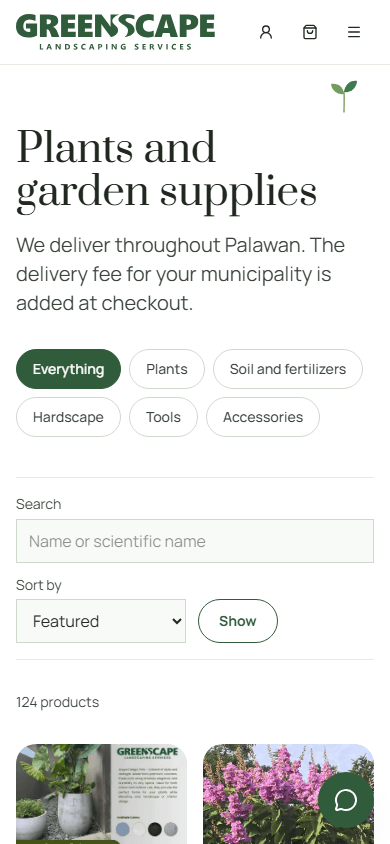 GREENSCAPE
LANDSCAPING SERVICES
Plants and
garden supplies
We deliver throughout Palawan. The
delivery fee for your municipality is
added at checkout.
Everything
Plants
Soil and fertilizers
Hardscape
Tools
Accessories
Search
Name or scientific name
Sort by
Featured
Show
124 products
GREENSCAPE
LANDSCAPING SERVICES